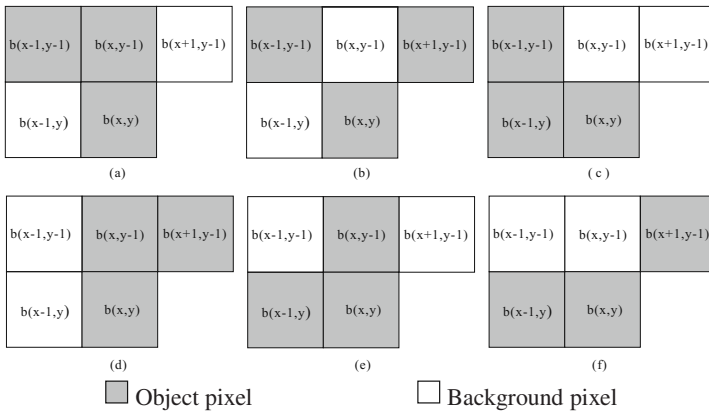 b(x-1,y-1) b(x,y-1) b(x+1,y-1)
b(x-1,y) b(x,y)
(a)
b(x-1,y-1) b(x,y-1) b(x+1,y-1)
b(x-1,y) b(x,y)
(b)
b(x-1,y-1) b(x,y-1) b(x+1,y-1)
b(x-1,y) b(x,y)
(c)
b(x-1,y-1) b(x,y-1) b(x+1,y-1)
b(x-1,y) b(x,y)
(d)
b(x-1,y-1) b(x,y-1) b(x+1,y-1)
b(x-1,y) b(x,y)
(e)
b(x-1,y-1) b(x,y-1) b(x+1,y-1)
b(x-1,y) b(x,y)
(f)
Object pixel
Background pixel